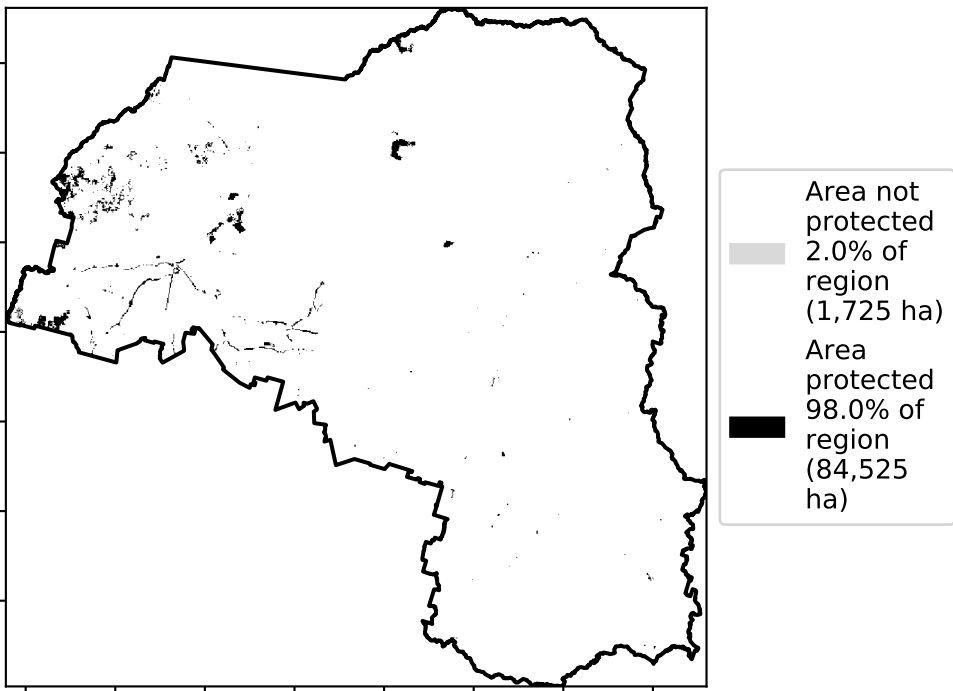 Area not
protected
2.0% of
region
(1,725 ha)
Area
protected
98.0% of
region
(84,525
ha)